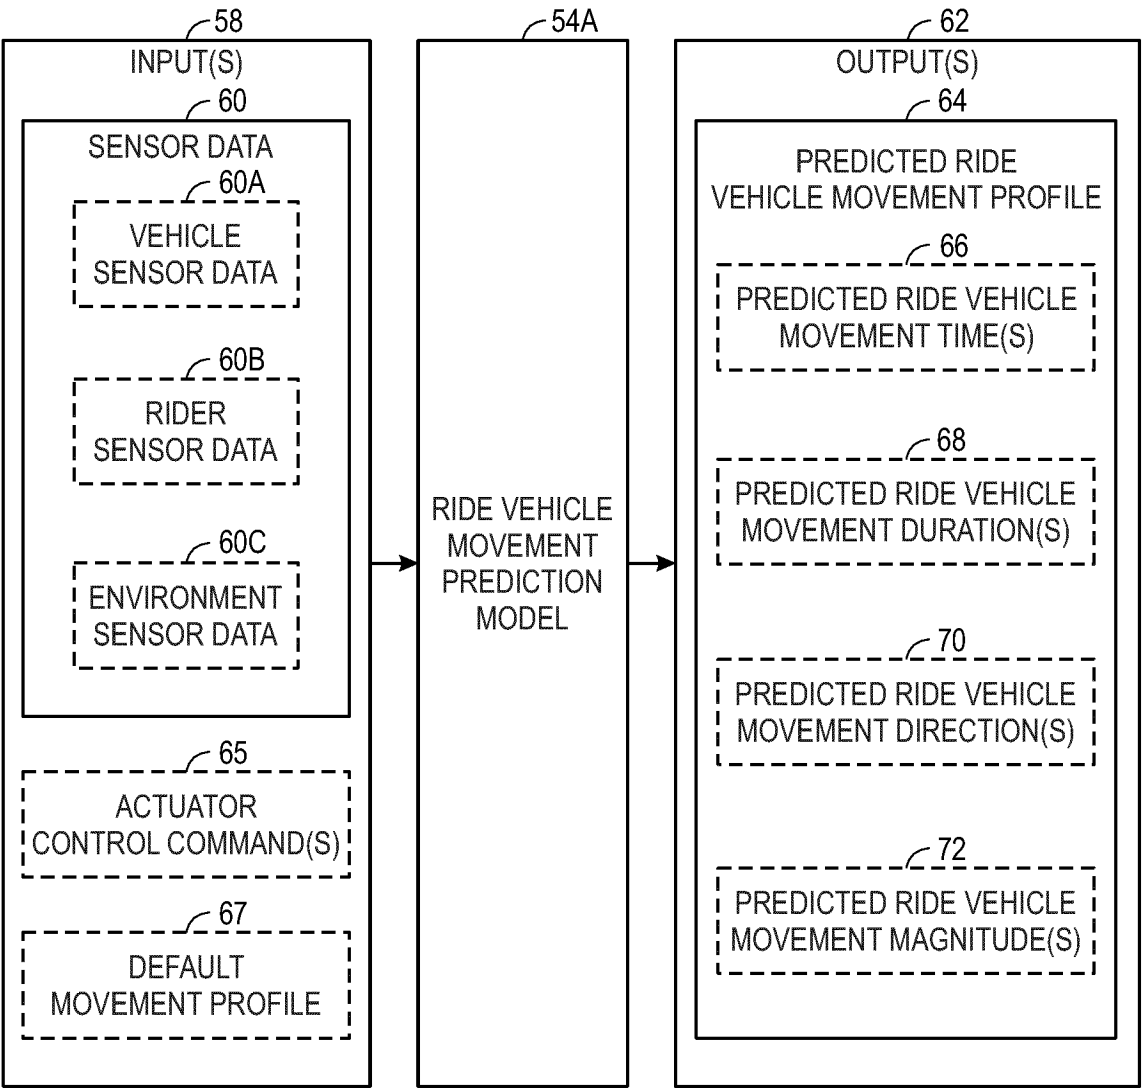 58
INPUT(S)
60
SENSOR DATA
60A
VEHICLE
SENSOR DATA
60B
RIDER
SENSOR DATA
60C
ENVIRONMENT
SENSOR DATA
65
ACTUATOR
CONTROL COMMAND(S)
67
DEFAULT
MOVEMENT PROFILE
54A
RIDE VEHICLE
MOVEMENT
PREDICTION
MODEL
62
OUTPUT(S)
64
PREDICTED RIDE
VEHICLE MOVEMENT PROFILE
66
PREDICTED RIDE VEHICLE
MOVEMENT TIME(S)
68
PREDICTED RIDE VEHICLE
MOVEMENT DURATION(S)
70
PREDICTED RIDE VEHICLE
MOVEMENT DIRECTION(S)
72
PREDICTED RIDE VEHICLE
MOVEMENT MAGNITUDE(S)